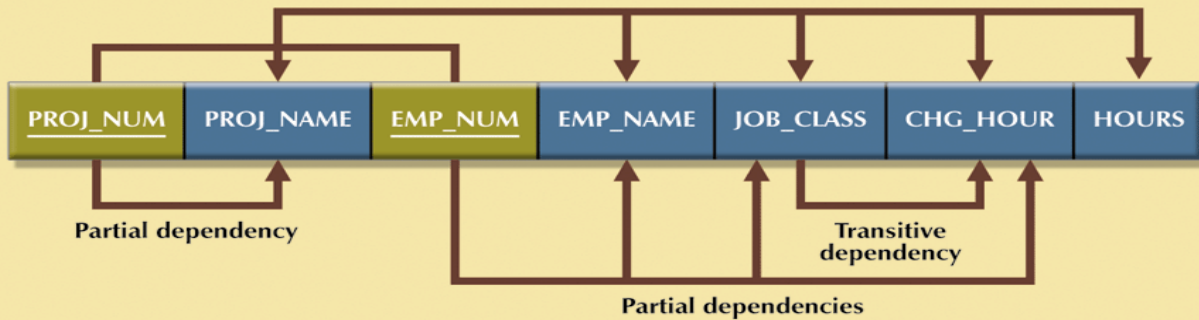 PROJ_NUM PROJ_NAME EMP_NUM EMP_NAME JOB_CLASS CHG_HOUR HOURS
Partial dependency
Transitive
dependency
Partial dependencies